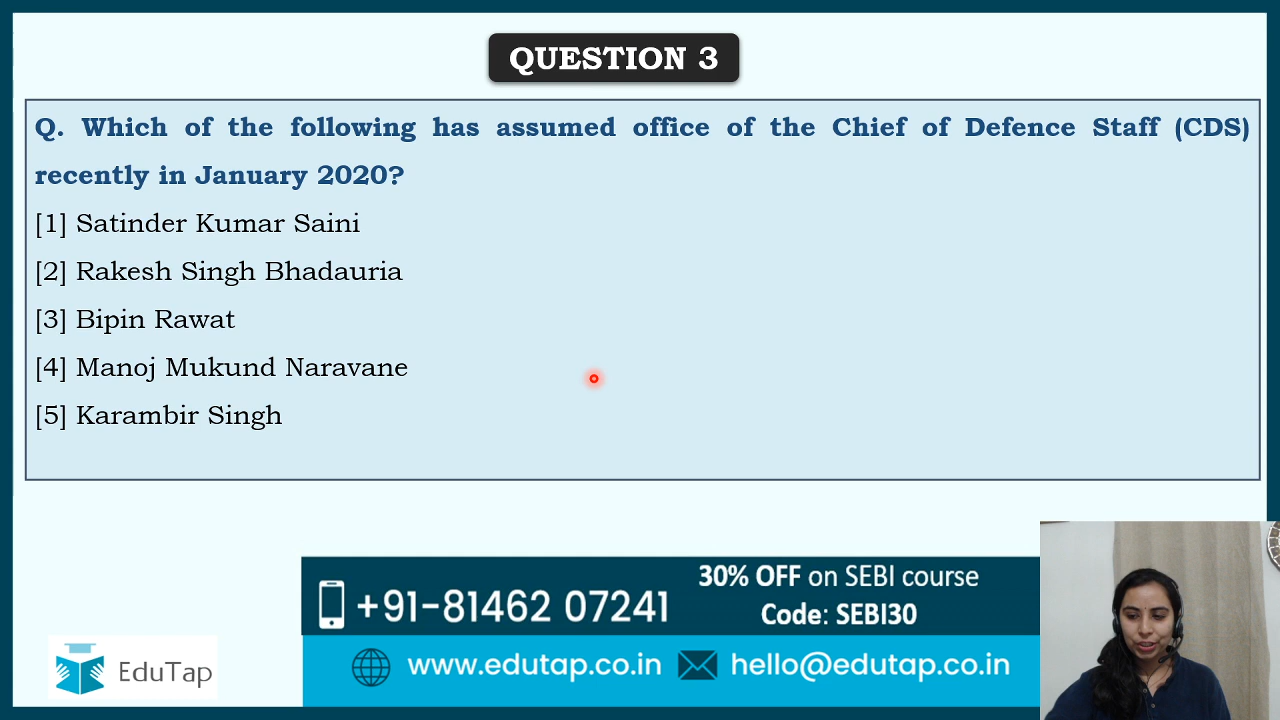 QUESTION 3
Q. Which of the following has assumed office of the Chief of Defence Staff (CDS)
recently in January 2020?
[1] Satinder Kumar Saini
[2] Rakesh Singh Bhadauria
[3] Bipin Rawat
[4] Manoj Mukund Naravane
[5] Karambir Singh
+91-81462 07241
30% OFF on SEBI course
Code: SEBI30
EduTap
www.edutap.co.in
hello@edutap.co.in